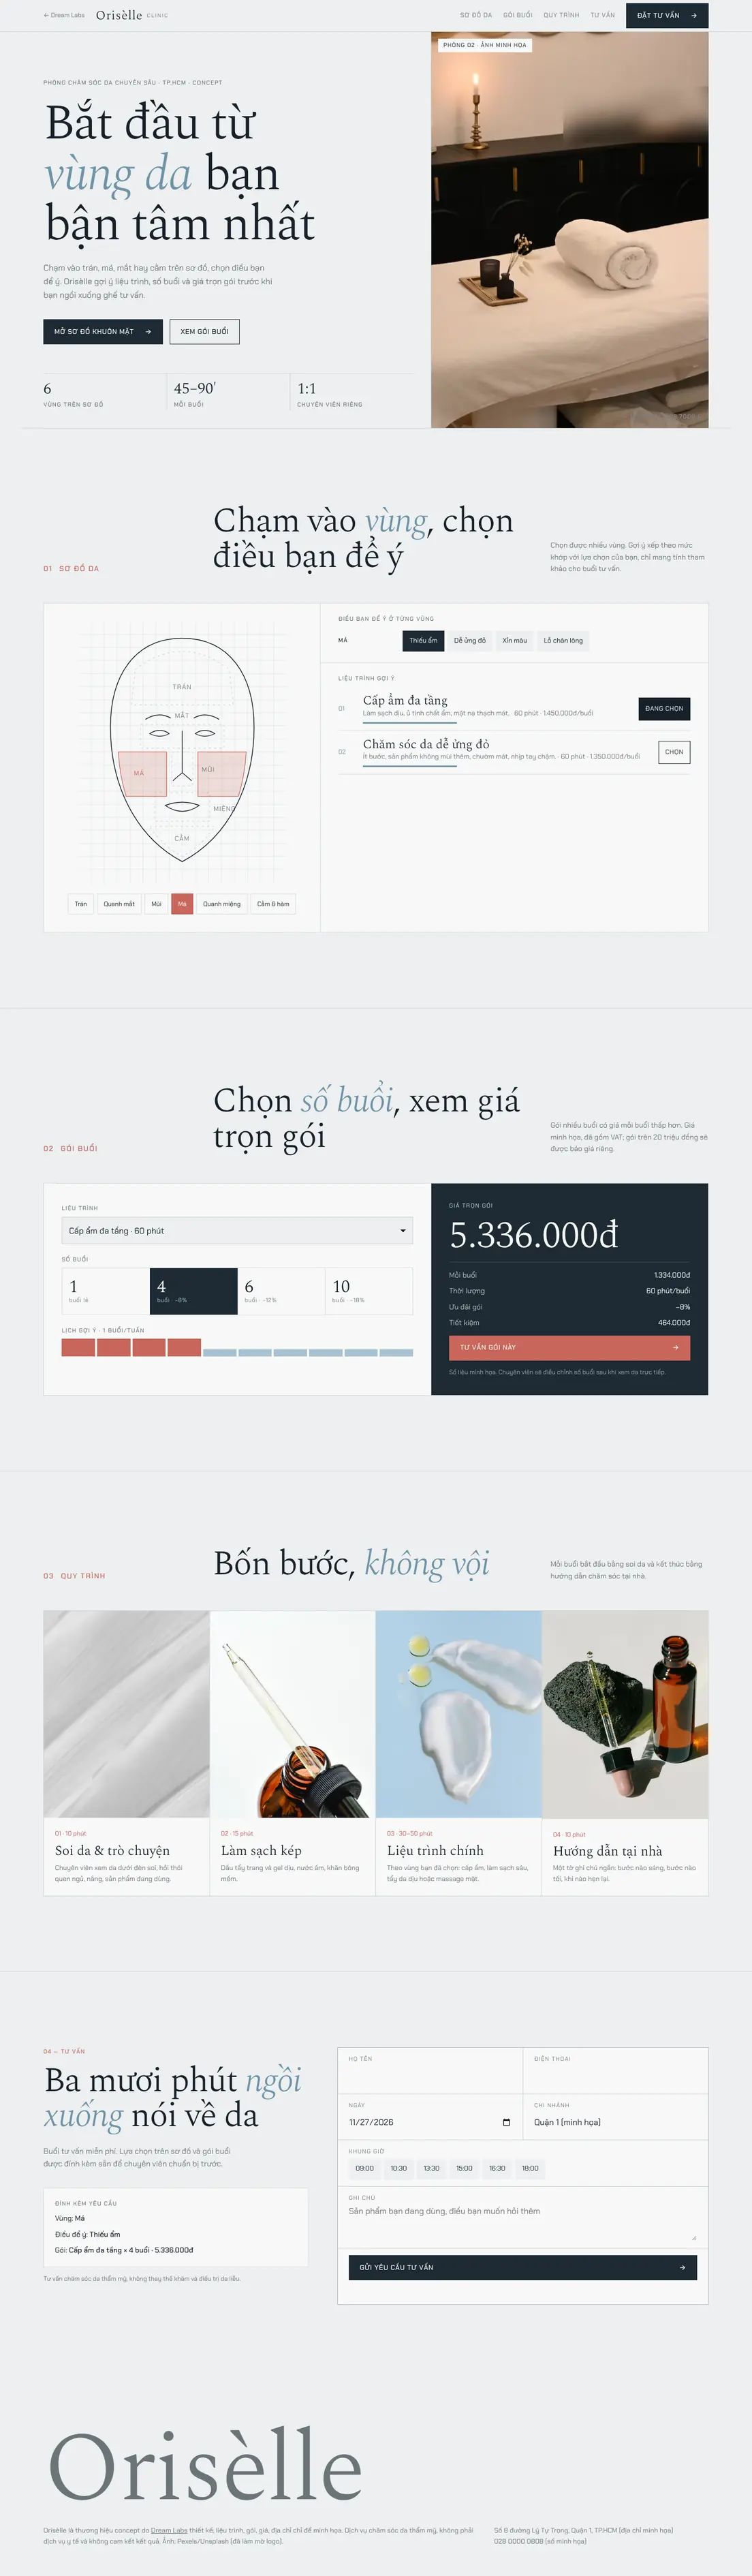 ← Dream Labs
Orisèlle CLINIC
SƠ ĐỒ DA
GÓI BUỔI
QUY TRÌNH
TƯ VẤN
ĐẶT TƯ VẤN →
PHÒNG CHĂM SÓC DA CHUYÊN SÂU · TP.HCM · CONCEPT
Bắt đầu từ
vùng da bạn
bận tâm nhất
Chạm vào trán, má, mắt hay cằm trên sơ đồ, chọn điều bạn
để ý. Orisèlle gợi ý liệu trình, số buổi và giá trọn gói trước khi
bạn ngồi xuống ghế tư vấn.
MỞ SƠ ĐỒ KHUÔN MẶT →
XEM GÓI BUỔI
6
VÙNG TRÊN SƠ ĐỒ
45–90′
MỖI BUỔI
1:1
CHUYÊN VIÊN RIÊNG
PHÒNG 02 · ẢNH MINH HỌA
01 SƠ ĐỒ DA
Chạm vào vùng, chọn
điều bạn để ý
Chọn được nhiều vùng. Gợi ý xếp theo mức
khớp với lựa chọn của bạn, chỉ mang tính tham
khảo cho buổi tư vấn.
TRÁN
MẮT
MÁ
MŨI
MIỆNG
CẰM
Trán
Quanh mắt
Mũi
Má
Quanh miệng
Cằm & hàm
ĐIỀU BẠN ĐỂ Ý Ở TỪNG VÙNG
MÁ
Thiếu ẩm
Dễ ửng đỏ
Xỉn màu
Lỗ chân lông
LIỆU TRÌNH GỢI Ý
01
Cấp ẩm đa tầng
Làm sạch dịu, ủ tinh chất ẩm, mặt nạ thạch mát. · 60 phút · 1.450.000đ/buổi
ĐANG CHỌN
02
Chăm sóc da dễ ửng đỏ
Ít bước, sản phẩm không mùi thêm, chườm mát, nhịp tay chậm. · 60 phút · 1.350.000đ/buổi
CHỌN
02 GÓI BUỔI
Chọn số buổi, xem giá
trọn gói
Gói nhiều buổi có giá mỗi buổi thấp hơn. Giá
minh họa, đã gồm VAT; gói trên 20 triệu đồng sẽ
được báo giá riêng.
LIỆU TRÌNH
Cấp ẩm đa tầng · 60 phút
SỐ BUỔI
1
buổi lẻ
4
buổi · −8%
6
buổi · −12%
10
buổi · −18%
LỊCH GỢI Ý · 1 BUỔI/TUẦN
GIÁ TRỌN GÓI
5.336.000đ
Mỗi buổi 1.334.000đ
Thời lượng 60 phút/buổi
Ưu đãi gói −8%
Tiết kiệm 464.000đ
TƯ VẤN GÓI NÀY →
Số liệu minh họa. Chuyên viên sẽ điều chỉnh số buổi sau khi xem da trực tiếp.
03 QUY TRÌNH
Bốn bước, không vội
Mỗi buổi bắt đầu bằng soi da và kết thúc bằng
hướng dẫn chăm sóc tại nhà.
01 · 10 phút
Soi da & trò chuyện
Chuyên viên xem da dưới đèn soi, hỏi thói
quen ngủ, nắng, sản phẩm đang dùng.
02 · 15 phút
Làm sạch kép
Dầu tẩy trang và gel dịu, nước ấm, khăn bông
mềm.
03 · 30–50 phút
Liệu trình chính
Theo vùng bạn đã chọn: cấp ẩm, làm sạch sâu,
tẩy da dịu hoặc massage mặt.
04 · 10 phút
Hướng dẫn tại nhà
Một tờ ghi chú ngắn: bước nào sáng, bước nào
tối, khi nào hẹn lại.
04 — TƯ VẤN
Ba mươi phút ngồi
xuống nói về da
Buổi tư vấn miễn phí. Lựa chọn trên sơ đồ và gói buổi
được đính kèm sẵn để chuyên viên chuẩn bị trước.
ĐÍNH KÈM YÊU CẦU
Vùng: Má
Điều để ý: Thiếu ẩm
Gói: Cấp ẩm đa tầng × 4 buổi · 5.336.000đ
Tư vấn chăm sóc da thẩm mỹ, không thay thế khám và điều trị da liễu.
HỌ TÊN
ĐIỆN THOẠI
NGÀY
11/27/2026
CHI NHÁNH
Quận 1 (minh họa)
KHUNG GIỜ
09:00
10:30
13:30
15:00
16:30
18:00
GHI CHÚ
Sản phẩm bạn đang dùng, điều bạn muốn hỏi thêm
GỬI YÊU CẦU TƯ VẤN →
Orisèlle
Orisèlle là thương hiệu concept do Dream Labs thiết kế; liệu trình, gói, giá, địa chỉ chỉ để minh họa. Dịch vụ chăm sóc da thẩm mỹ, không phải
dịch vụ y tế và không cam kết kết quả. Ảnh: Pexels/Unsplash (đã làm mờ logo).
Số 8 đường Lý Tự Trọng, Quận 1, TP.HCM (địa chỉ minh họa)
028 0000 0808 (số minh họa)